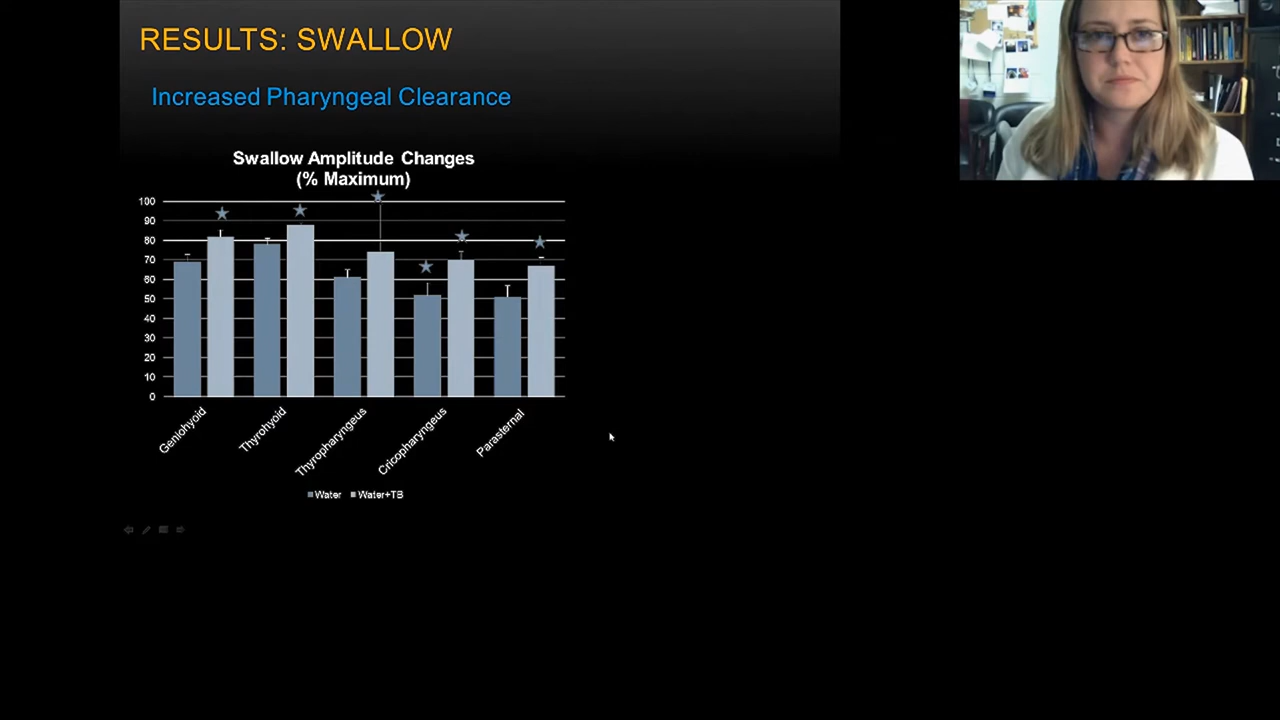 RESULTS: SWALLOW
Increased Pharyngeal Clearance
Swallow Amplitude Changes
(% Maximum)
100
90
80
70
60
50
40
30
20
10
0
Geniohyoid
Thyrohyoid
Thyropharyngeus
Cricopharyngeus
Parasternal
Water Water+TB